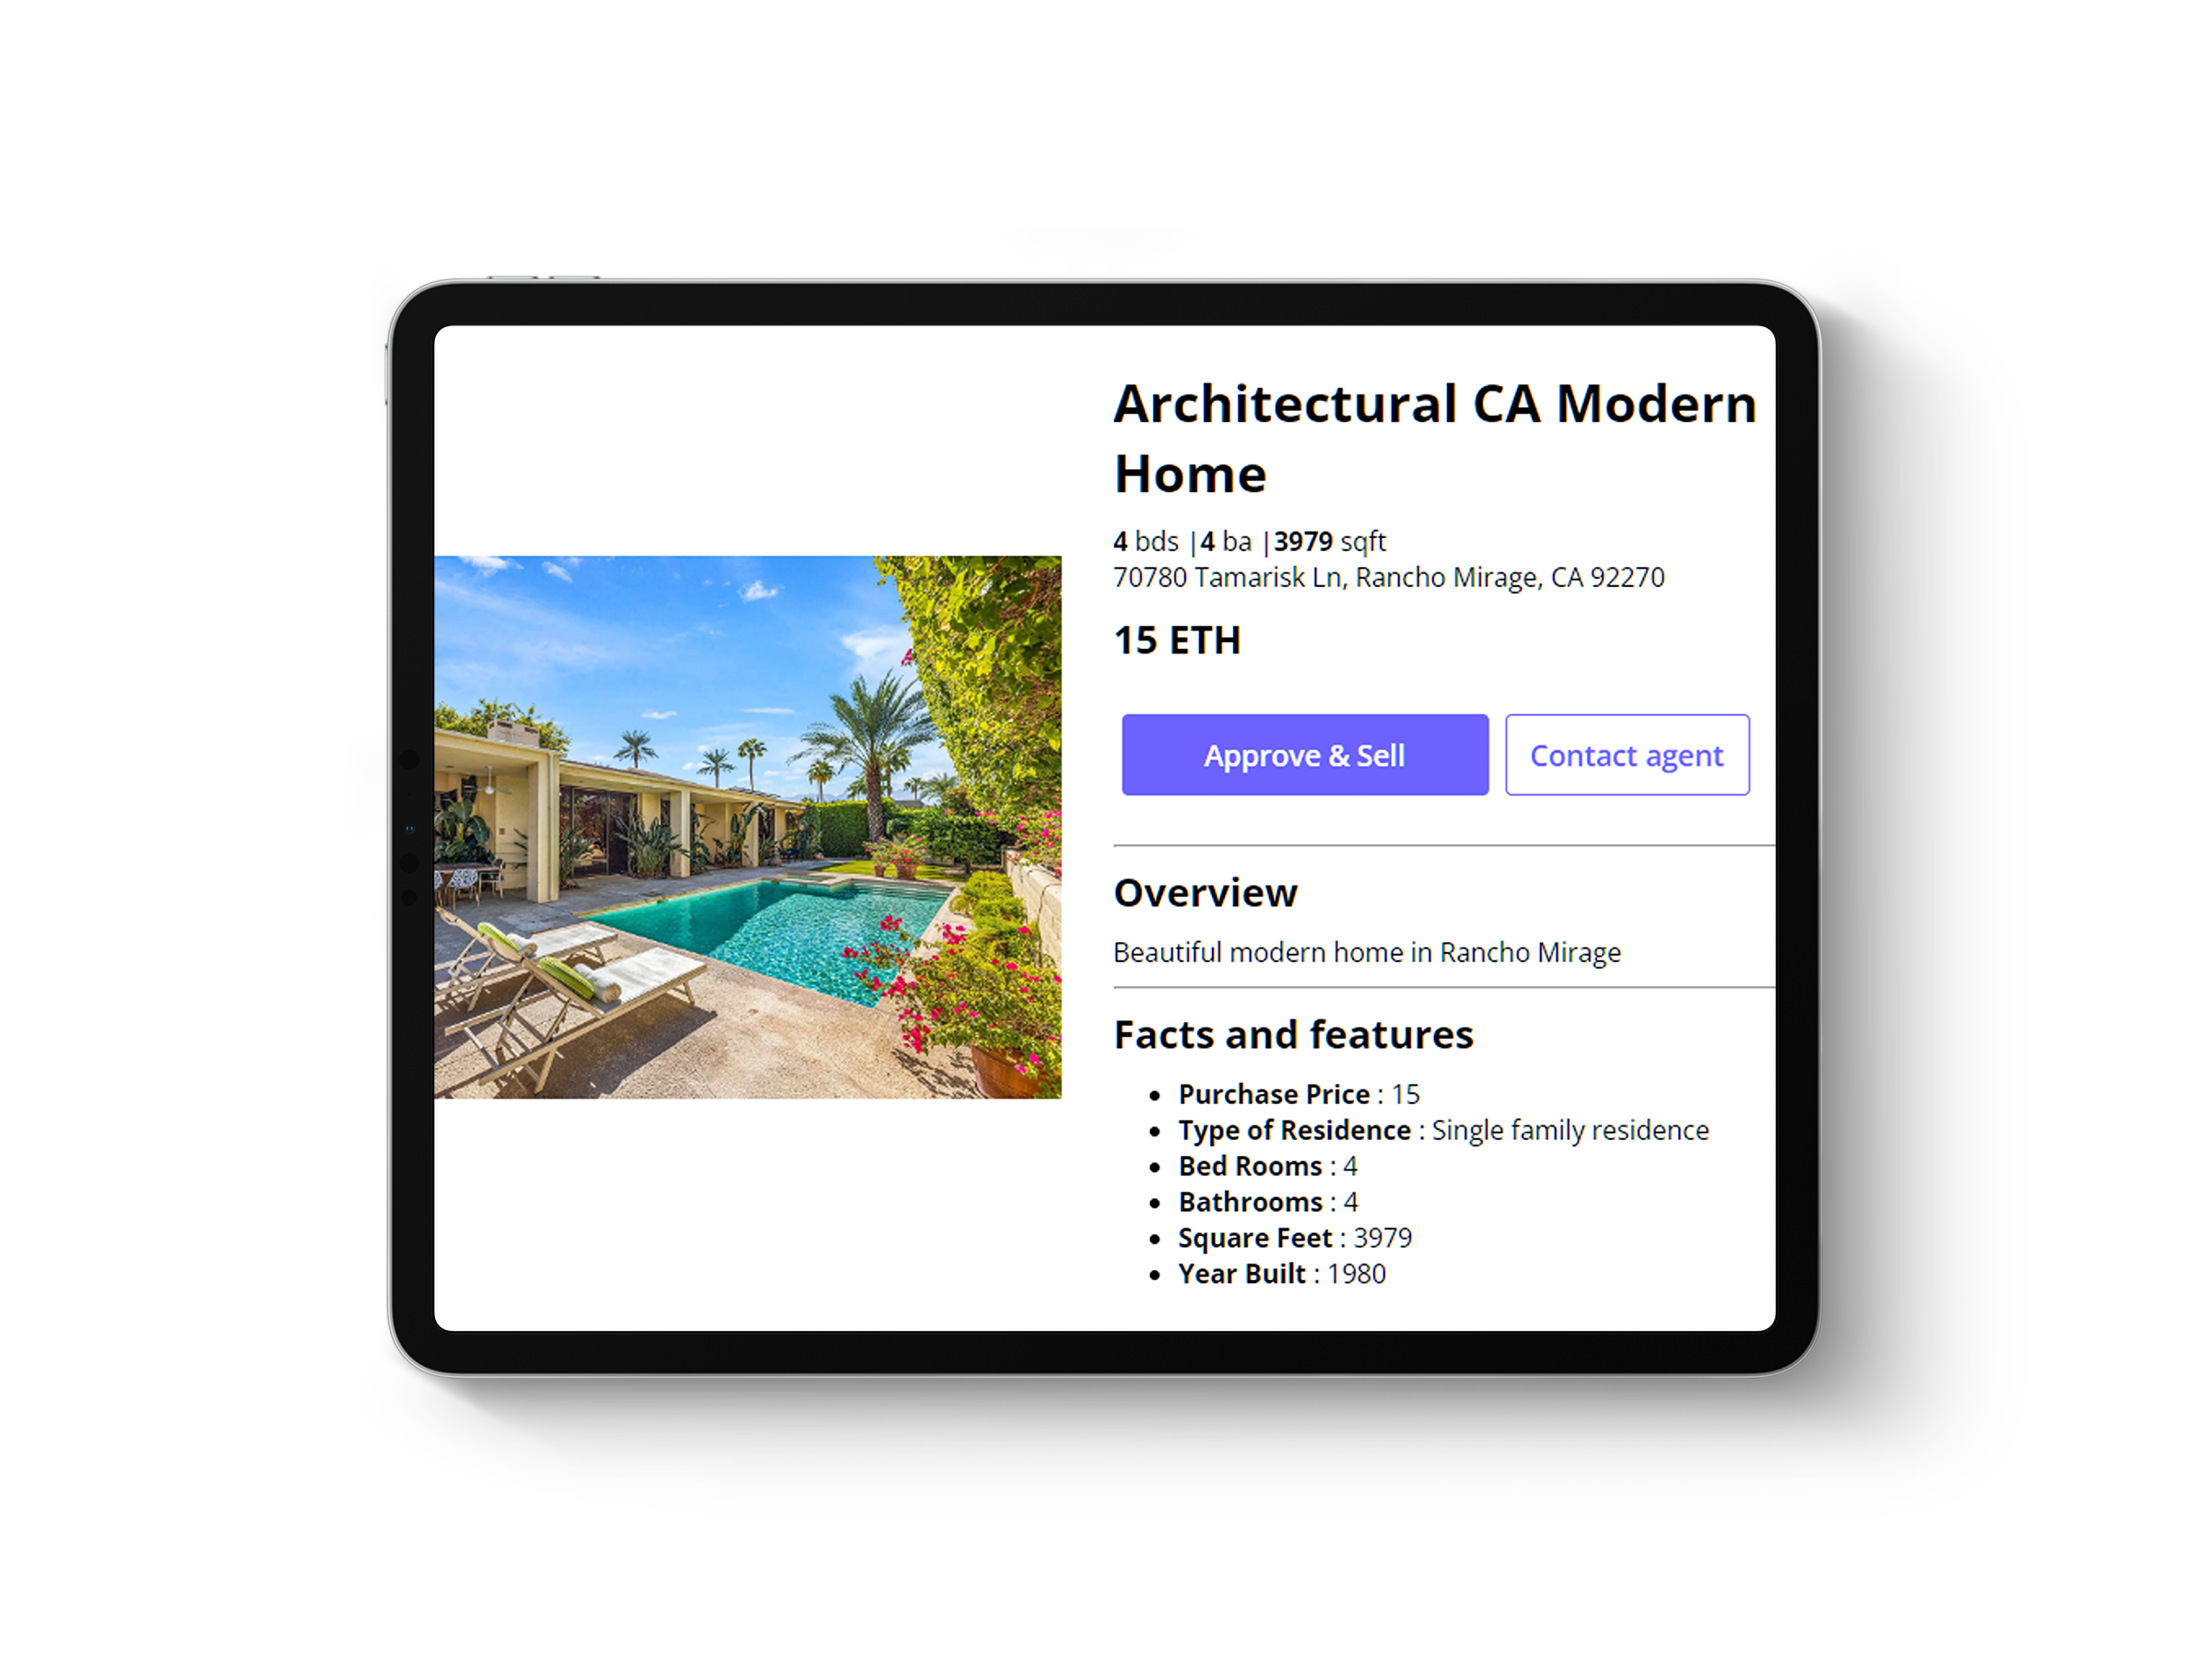 Architectural CA Modern
Home
4 bds |4 ba |3979 sqft
70780 Tamarisk Ln, Rancho Mirage, CA 92270
15 ETH
Approve & Sell
Contact agent
Overview
Beautiful modern home in Rancho Mirage
Facts and features
• Purchase Price : 15
• Type of Residence : Single family residence
• Bed Rooms : 4
• Bathrooms : 4
• Square Feet : 3979
• Year Built : 1980